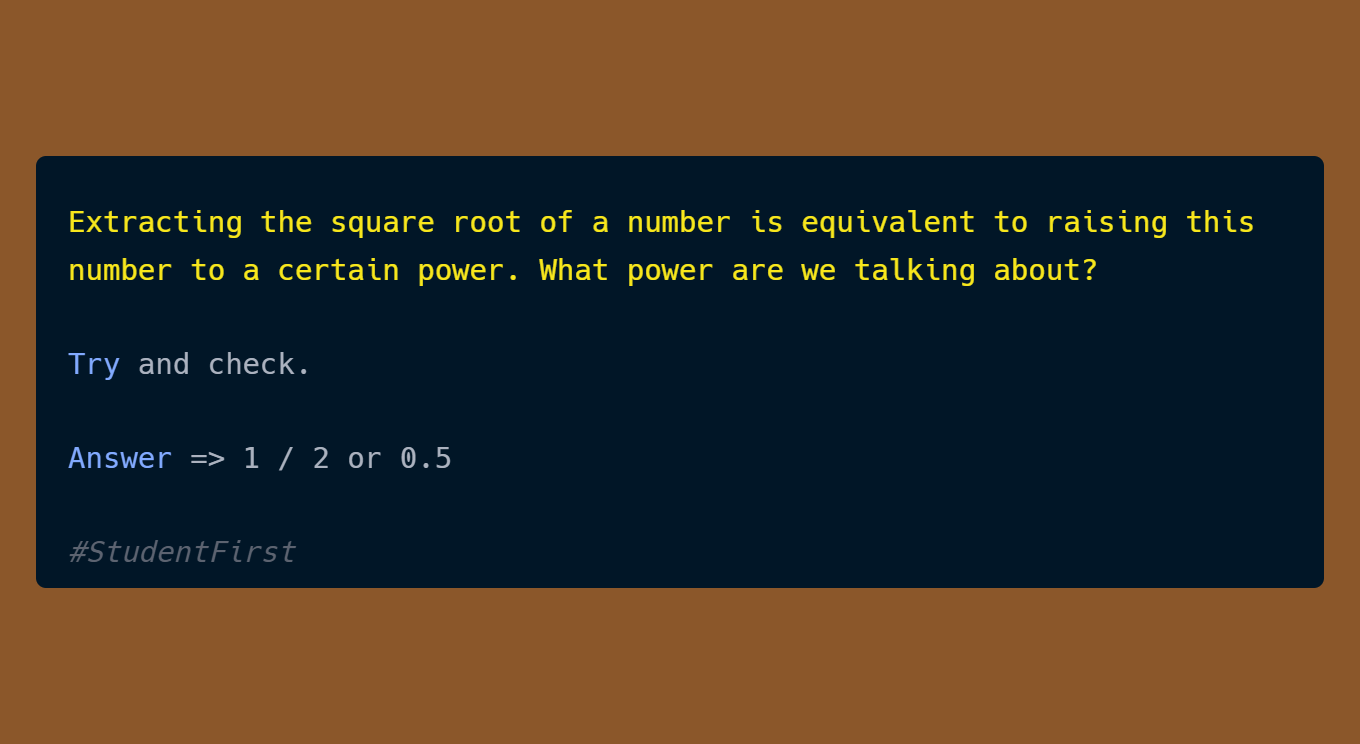 Extracting the square root of a number is equivalent to raising this
number to a certain power. What power are we talking about?
Try and check.
Answer => 1 / 2 or 0.5
#StudentFirst